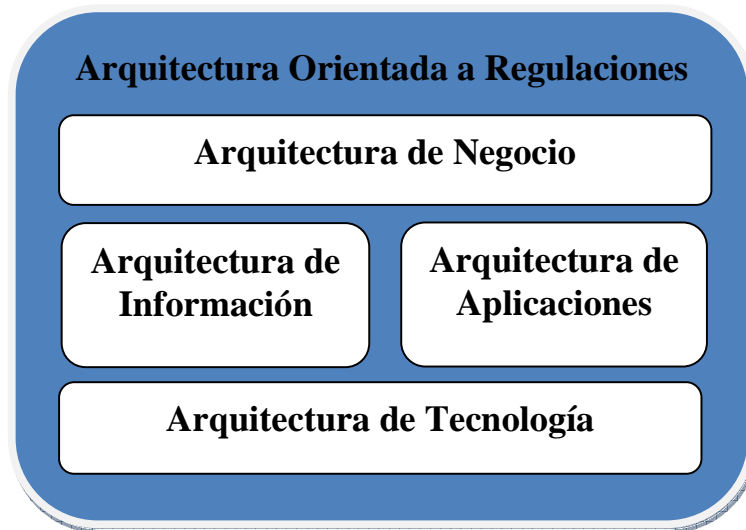 Arquitectura Orientada a Regulaciones
Arquitectura de Negocio
Arquitectura de
Información
Arquitectura de
Aplicaciones
Arquitectura de Tecnología